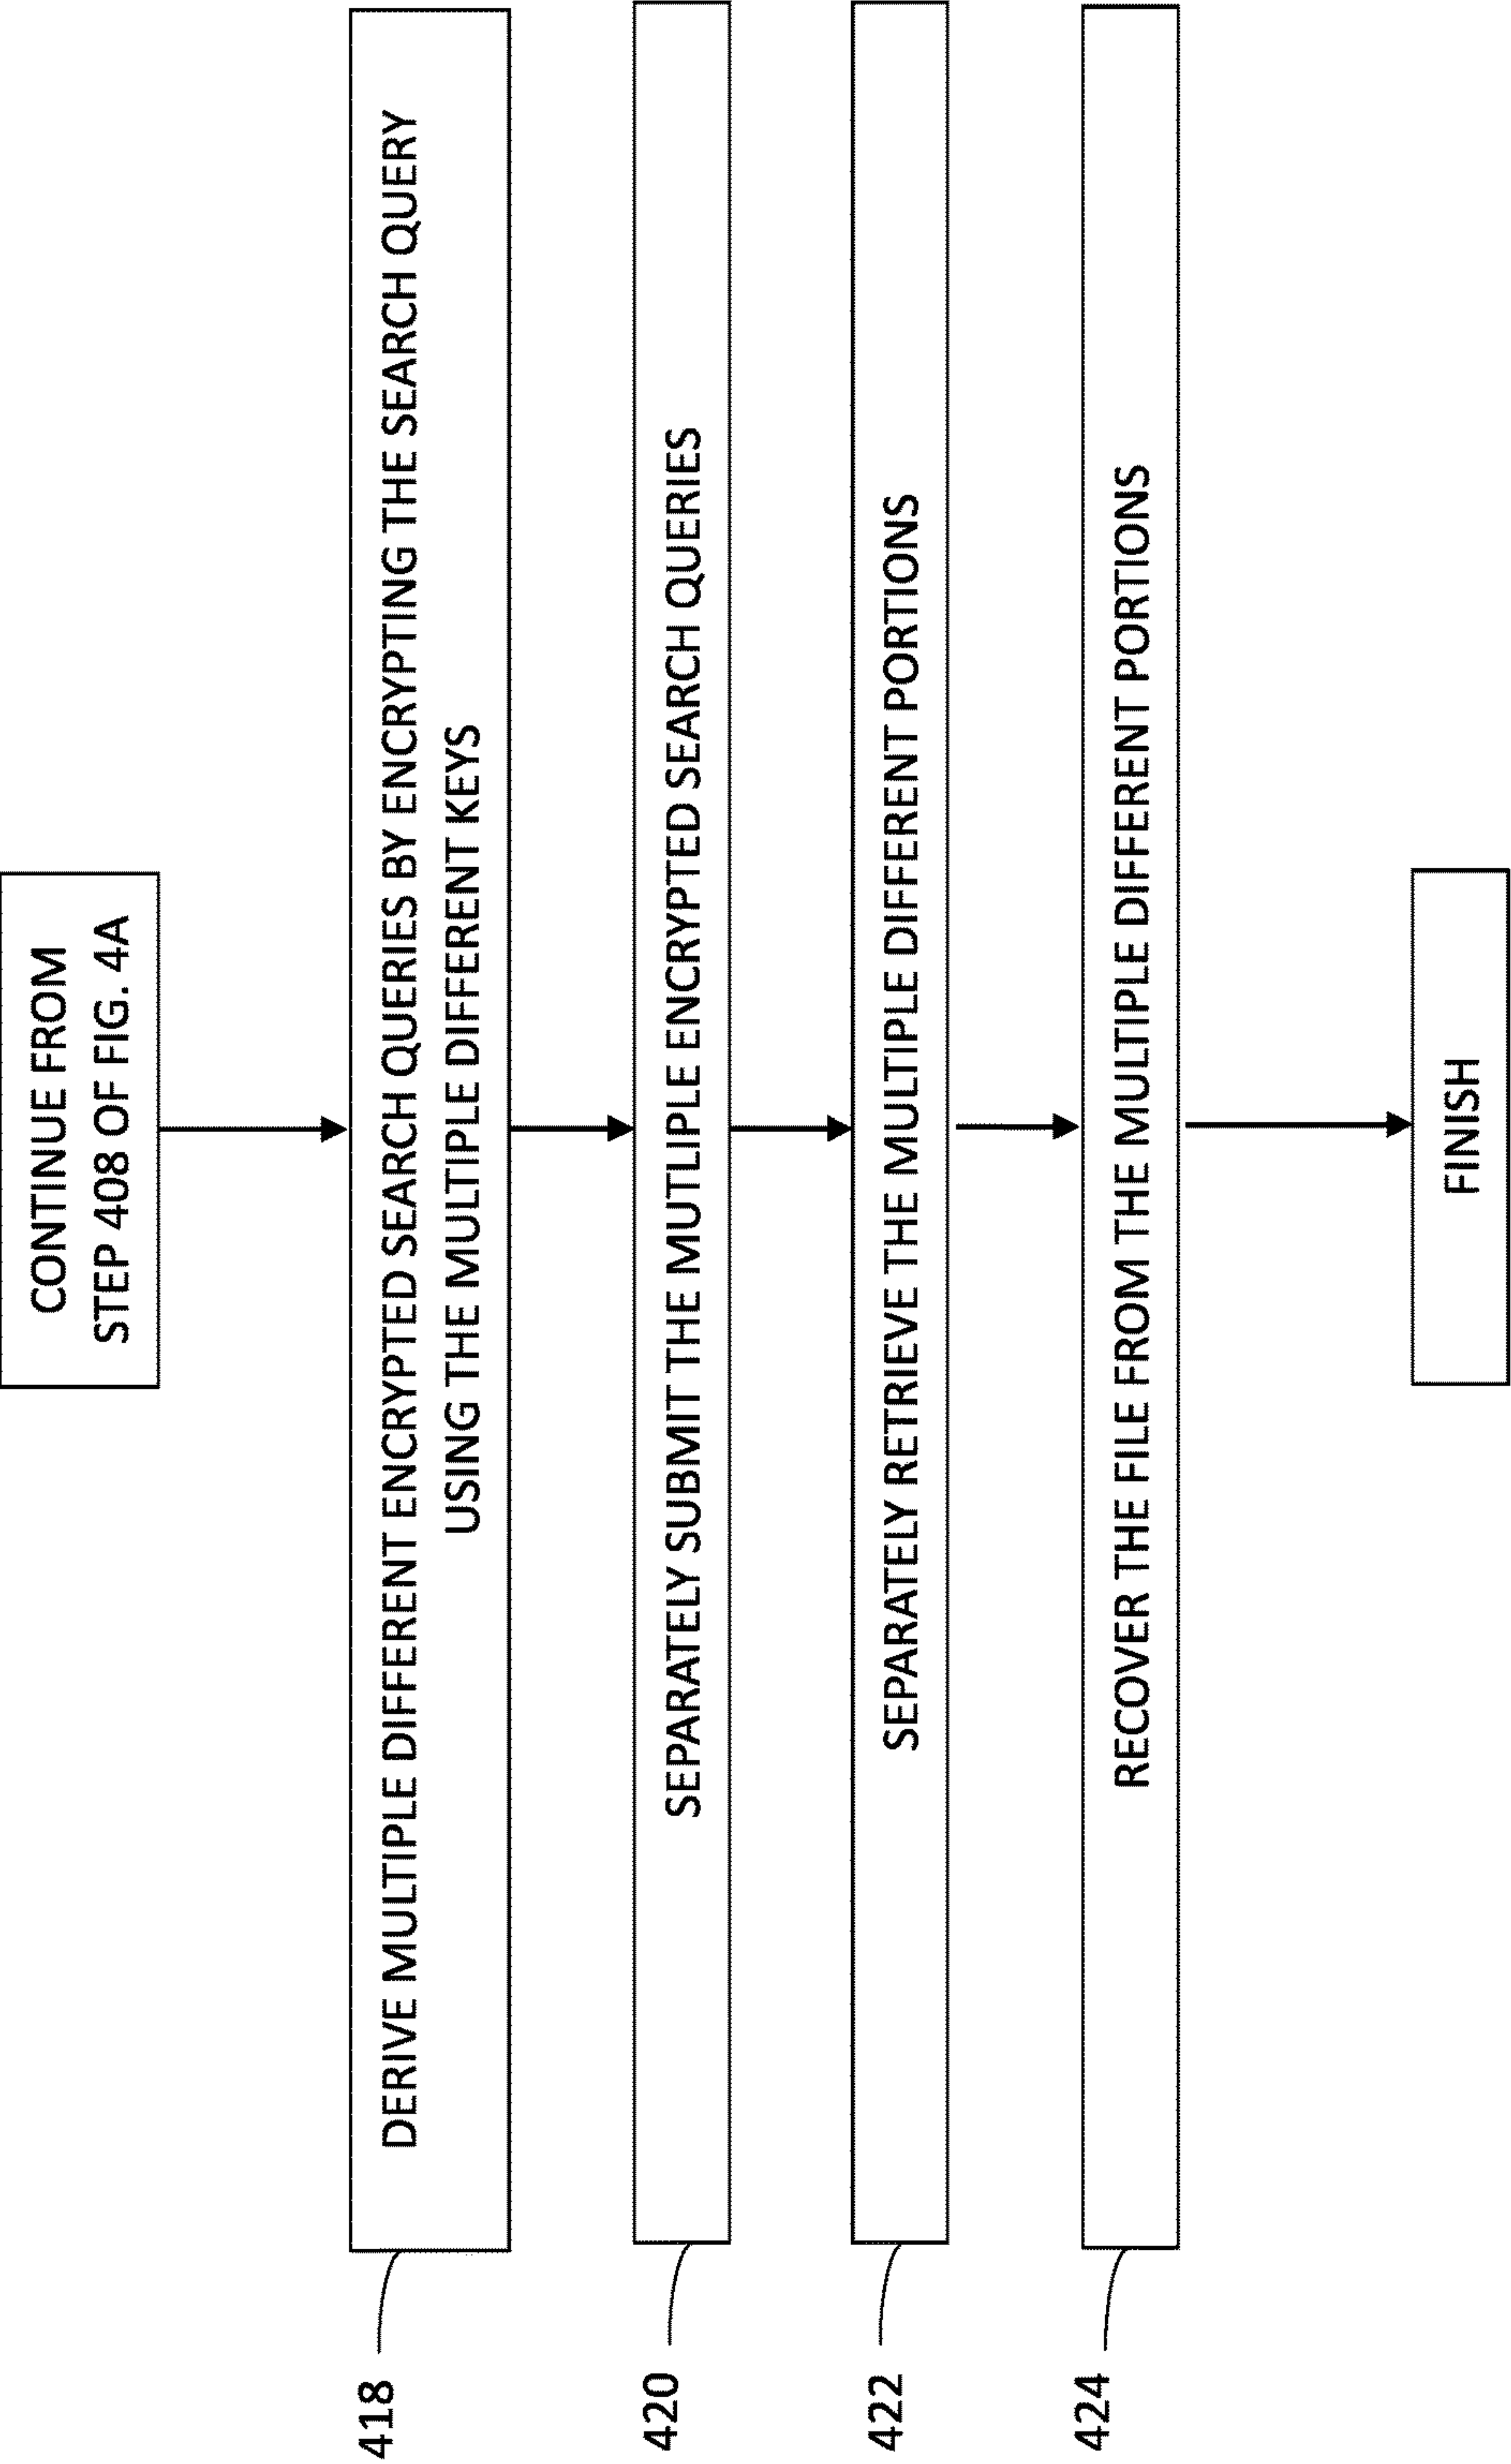 CONTINUE FROM
STEP 408 OF FIG. 4A
418
DERIVE MULTIPLE DIFFERENT ENCRYPTED SEARCH QUERIES BY ENCRYPTING THE SEARCH QUERY
USING THE MULTIPLE DIFFERENT KEYS
420
SEPARATELY SUBMIT THE MUTLIPLE ENCRYPTED SEARCH QUERIES
422
SEPARATELY RETRIEVE THE MULTIPLE DIFFERENT PORTIONS
424
RECOVER THE FILE FROM THE MULTIPLE DIFFERENT PORTIONS
FINISH